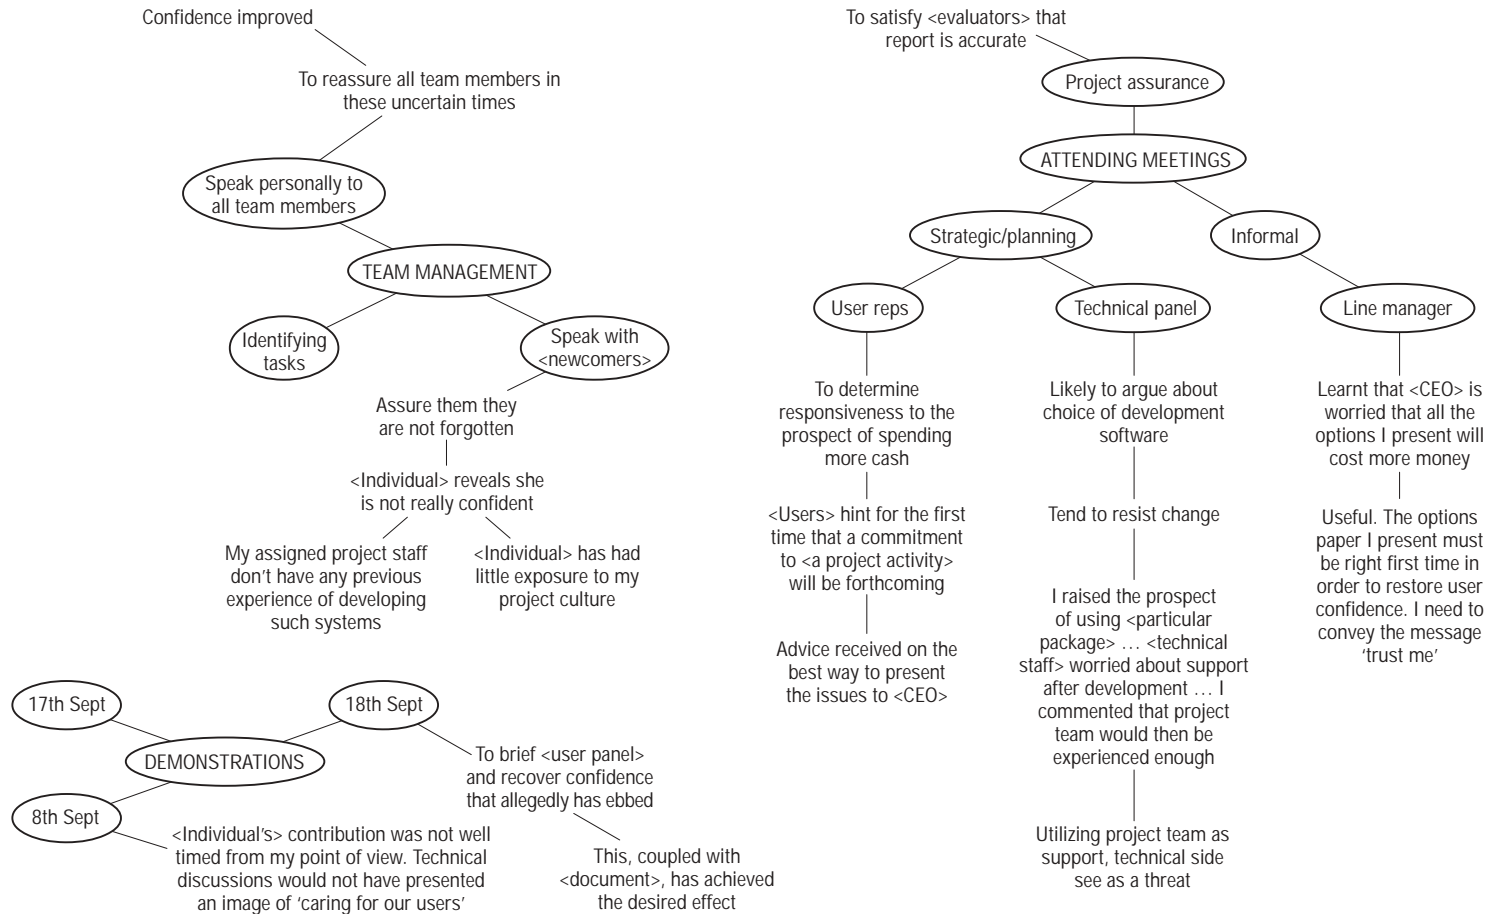 Confidence improved
To reassure all team members in
these uncertain times
Speak personally to
all team members
TEAM MANAGEMENT
Identifying
tasks
Speak with
<newcomers>
Assure them they
are not forgotten
<Individual> reveals she
is not really confident
My assigned project staff
don't have any previous
experience of developing
such systems
<Individual> has had
little exposure to my
project culture
17th Sept
18th Sept
DEMONSTRATIONS
8th Sept
To brief <user panel>
and recover confidence
that allegedly has ebbed
<Individual's> contribution was not well
timed from my point of view. Technical
discussions would not have presented
an image of 'caring for our users'
This, coupled with
<document>, has achieved
the desired effect
To satisfy <evaluators> that
report is accurate
Project assurance
ATTENDING MEETINGS
Strategic/planning
Informal
User reps
Technical panel
Line manager
To determine
responsiveness to the
prospect of spending
more cash
<Users> hint for the first
time that a commitment
to <a project activity>
will be forthcoming
Advice received on the
best way to present
the issues to <CEO>
Likely to argue about
choice of development
software
Tend to resist change
I raised the prospect
of using <particular
package> … <technical
staff> worried about support
after development … I
commented that project
team would then be
experienced enough
Utilizing project team as
support, technical side
see as a threat
Learnt that <CEO> is
worried that all the
options I present will
cost more money
Useful. The options
paper I present must
be right first time in
order to restore user
confidence. I need to
convey the message
'trust me'